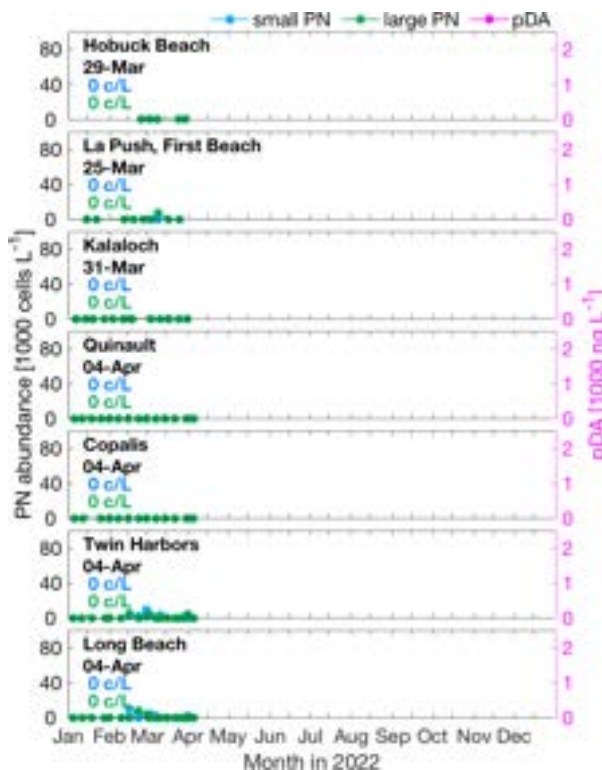 small PN large PN pDA
Hobuck Beach
29-Mar
0 c/L
0 c/L
80
40
0
2
1
0
La Push, First Beach
25-Mar
0 c/L
0 c/L
80
40
0
2
1
0
Kalaloch
31-Mar
0 c/L
0 c/L
80
40
0
2
1
0
Quinault
04-Apr
0 c/L
0 c/L
80
40
0
2
1
0
Copalis
04-Apr
0 c/L
0 c/L
80
40
0
2
1
0
Twin Harbors
04-Apr
0 c/L
0 c/L
80
40
0
2
1
0
Long Beach
04-Apr
0 c/L
0 c/L
80
40
0
2
1
0
Jan Feb Mar Apr May Jun Jul Aug Sep Oct Nov Dec
Month in 2022
PN abundance [1000 cells L⁻¹]
pDA [1000 ng L⁻¹]